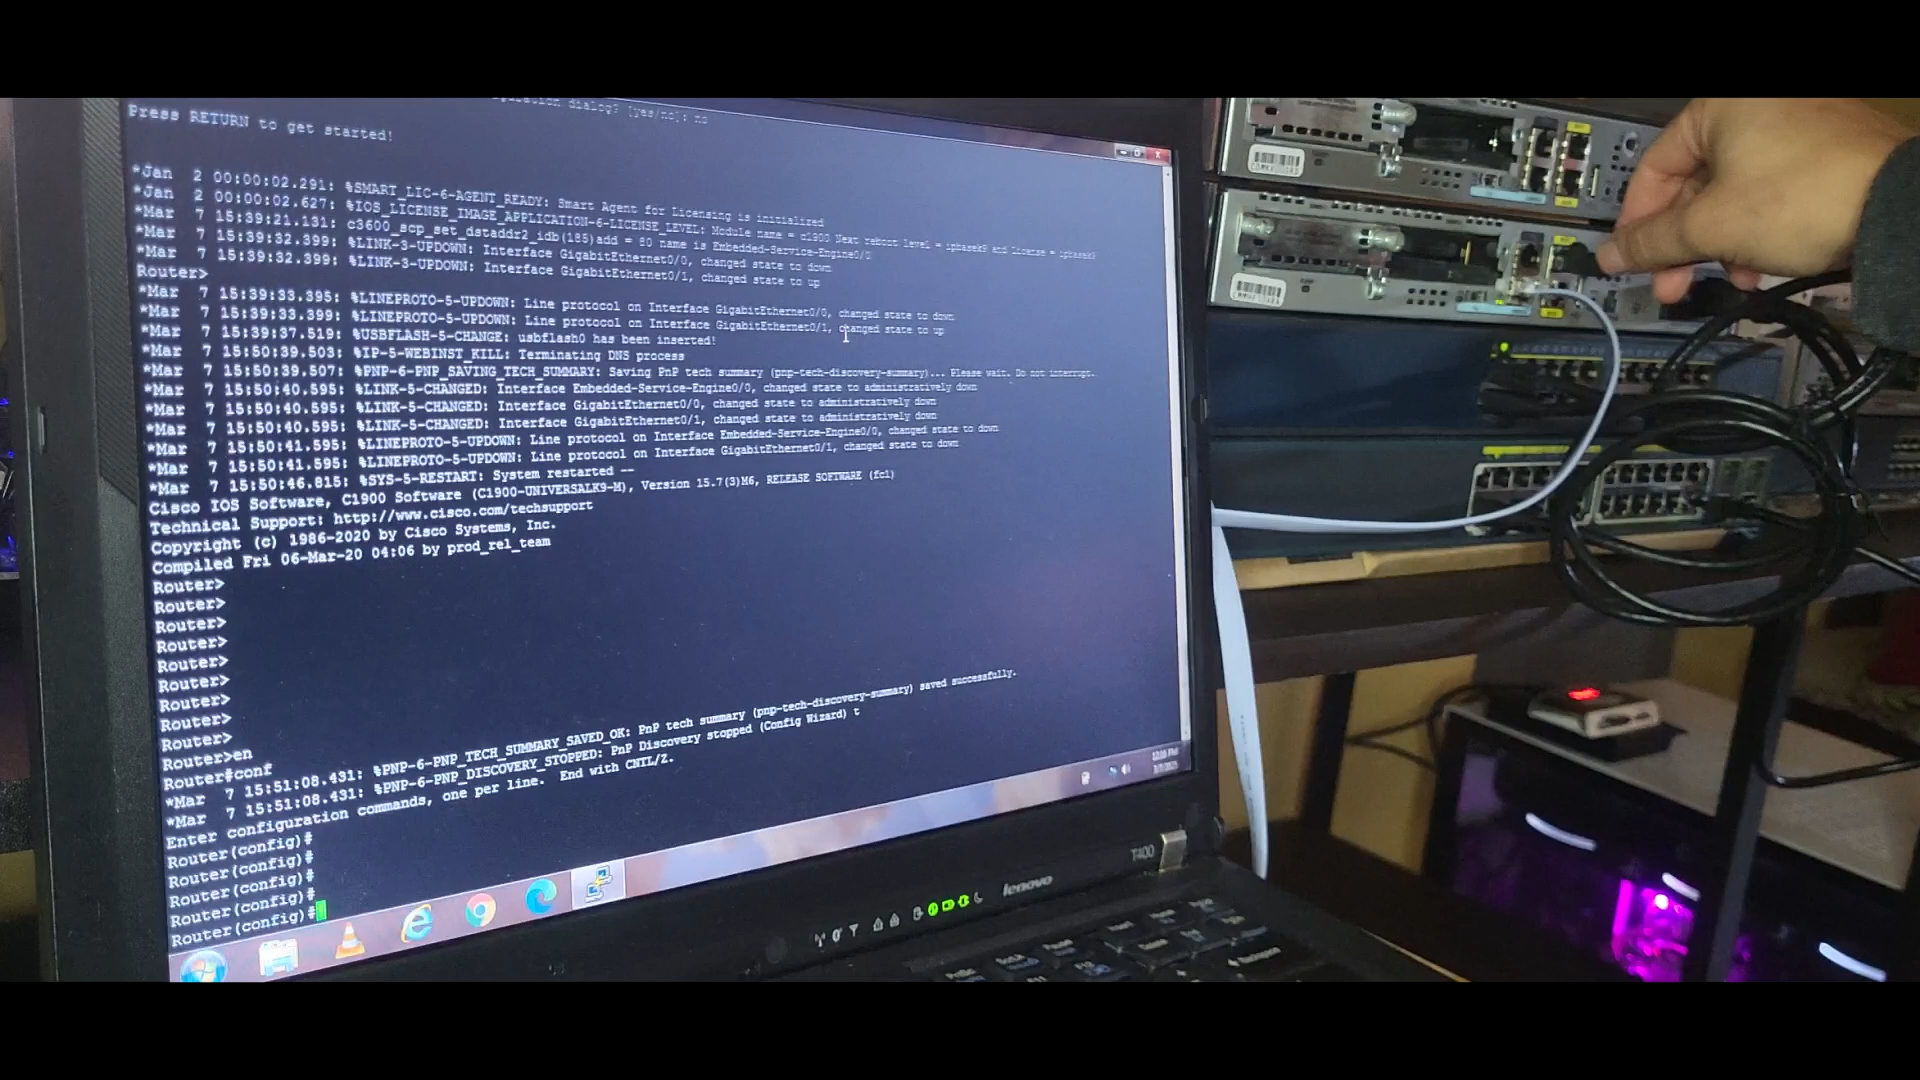 guration dialog? [yes/no]: no
Press RETURN to get started!
*Jan  2 00:00:02.291: %SMART_LIC-6-AGENT_READY: Smart Agent for Licensing is initialized
*Jan  2 00:00:02.627: %IOS_LICENSE_IMAGE_APPLICATION-6-LICENSE_LEVEL: Module name = c1900 Next reboot level = ipbasek9 and License = ipbasek9
*Mar  7 15:39:21.131: c3600_scp_set_dstaddr2_idb(185)add = 80 name is Embedded-Service-Engine0/0
*Mar  7 15:39:32.399: %LINK-3-UPDOWN: Interface GigabitEthernet0/0, changed state to down
*Mar  7 15:39:32.399: %LINK-3-UPDOWN: Interface GigabitEthernet0/1, changed state to up
Router>
*Mar  7 15:39:33.395: %LINEPROTO-5-UPDOWN: Line protocol on Interface GigabitEthernet0/0, changed state to down
*Mar  7 15:39:33.399: %LINEPROTO-5-UPDOWN: Line protocol on Interface GigabitEthernet0/1, changed state to up
*Mar  7 15:39:37.519: %USBFLASH-5-CHANGE: usbflash0 has been inserted!
*Mar  7 15:50:39.503: %IP-5-WEBINST_KILL: Terminating DNS process
*Mar  7 15:50:39.507: %PNP-6-PNP_SAVING_TECH_SUMMARY: Saving PnP tech summary (pnp-tech-discovery-summary)... Please wait. Do not interrupt.
*Mar  7 15:50:40.595: %LINK-5-CHANGED: Interface Embedded-Service-Engine0/0, changed state to administratively down
*Mar  7 15:50:40.595: %LINK-5-CHANGED: Interface GigabitEthernet0/0, changed state to administratively down
*Mar  7 15:50:40.595: %LINK-5-CHANGED: Interface GigabitEthernet0/1, changed state to administratively down
*Mar  7 15:50:41.595: %LINEPROTO-5-UPDOWN: Line protocol on Interface Embedded-Service-Engine0/0, changed state to down
*Mar  7 15:50:41.595: %LINEPROTO-5-UPDOWN: Line protocol on Interface GigabitEthernet0/1, changed state to down
*Mar  7 15:50:46.815: %SYS-5-RESTART: System restarted --
Cisco IOS Software, C1900 Software (C1900-UNIVERSALK9-M), Version 15.7(3)M6, RELEASE SOFTWARE (fc1)
Technical Support: http://www.cisco.com/techsupport
Copyright (c) 1986-2020 by Cisco Systems, Inc.
Compiled Fri 06-Mar-20 04:06 by prod_rel_team
Router>
Router>
Router>
Router>
Router>
Router>
Router>
Router>
Router>
Router>en
Router#conf
*Mar  7 15:51:08.431: %PNP-6-PNP_TECH_SUMMARY_SAVED_OK: PnP tech summary (pnp-tech-discovery-summary) saved successfully.
*Mar  7 15:51:08.431: %PNP-6-PNP_DISCOVERY_STOPPED: PnP Discovery stopped (Config Wizard) t
Enter configuration commands, one per line.  End with CNTL/Z.
Router(config)#
Router(config)#
Router(config)#
Router(config)#
Router(config)#
T400
lenovo